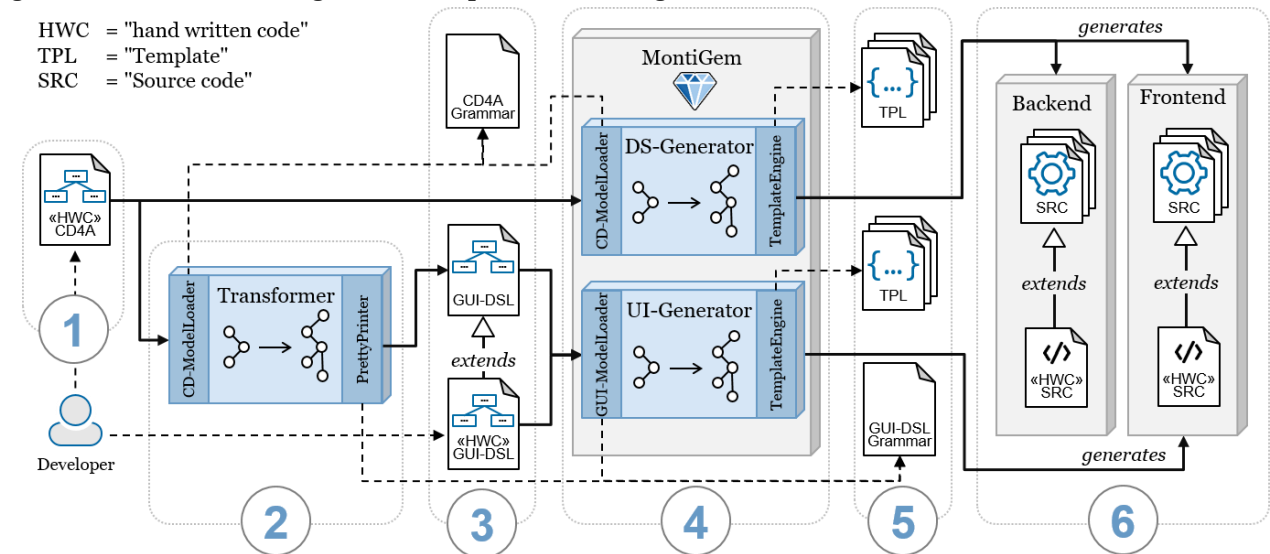 HWC = "hand written code"
TPL = "Template"
SRC = "Source code"
CD4A
Grammar
MontiGem
{...}
TPL
generates
Backend
Frontend
CD-ModelLoader
DS-Generator
TemplateEngine
SRC
SRC
...
... ...
«HWC»
CD4A
{...}
TPL
extends
extends
1
CD-ModelLoader
Transformer
PrettyPrinter
...
... ...
GUI-DSL
extends
GUI-ModelLoader
UI-Generator
TemplateEngine
</>
«HWC»
SRC
</>
«HWC»
SRC
...
... ...
«HWC»
GUI-DSL
GUI-DSL
Grammar
Developer
generates
2
3
4
5
6